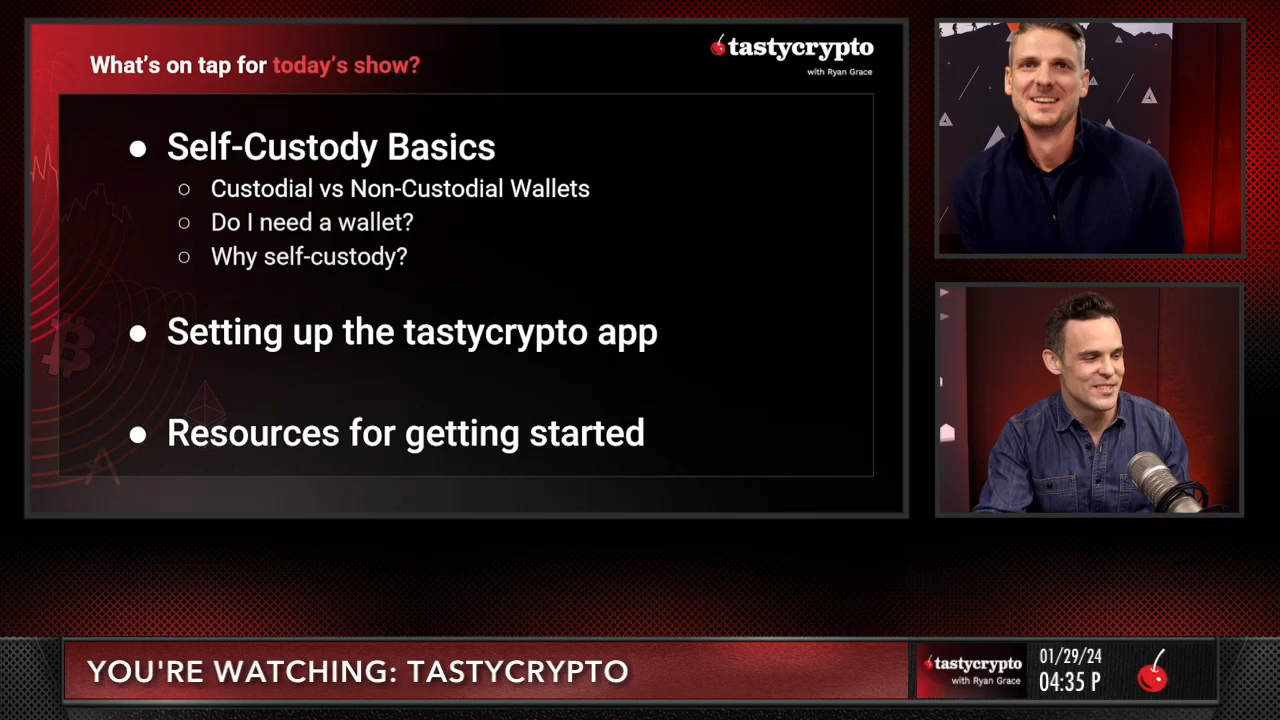 What's on tap for today's show?
tastycrypto
with Ryan Grace
● Self-Custody Basics
○ Custodial vs Non-Custodial Wallets
○ Do I need a wallet?
○ Why self-custody?
● Setting up the tastycrypto app
● Resources for getting started
YOU'RE WATCHING: TASTYCRYPTO
tastycrypto
with Ryan Grace
01/29/24
04:35 P